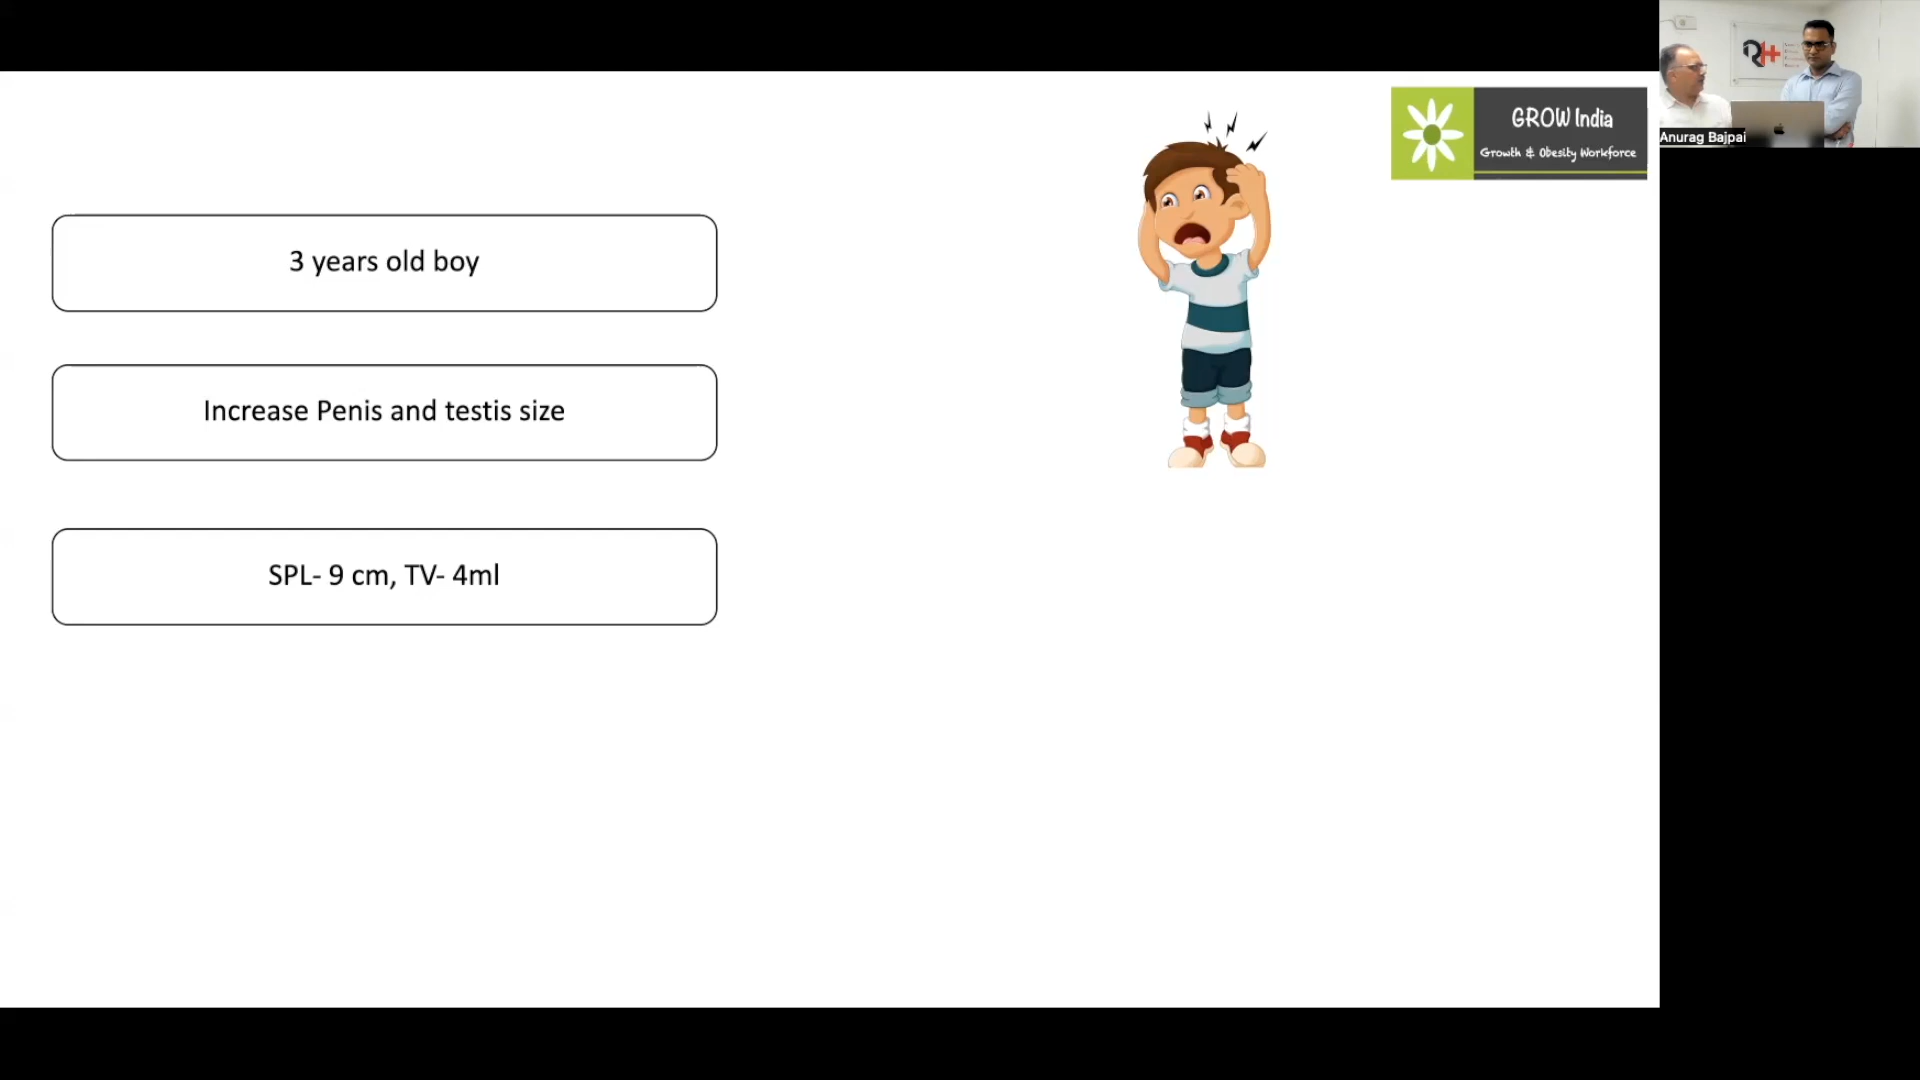 GROW India
Growth & Obesity Workforce
Anurag Bajpai
3 years old boy
Increase Penis and testis size
SPL- 9 cm, TV- 4ml